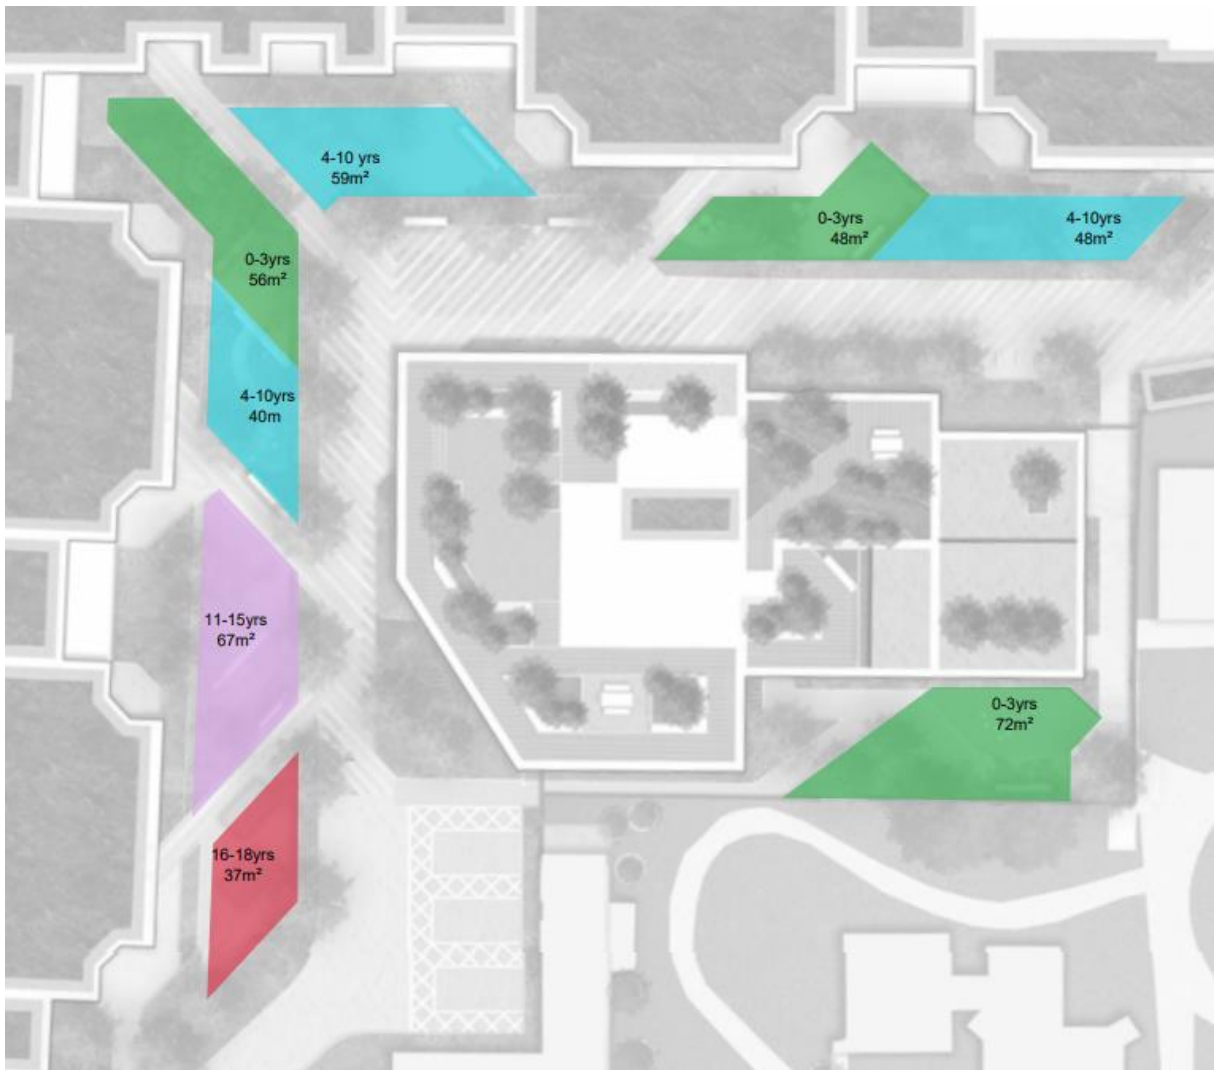 4-10 yrs
59m²
0-3yrs
48m²
4-10yrs
48m²
0-3yrs
56m²
4-10yrs
40m
11-15yrs
67m²
0-3yrs
72m²
16-18yrs
37m²